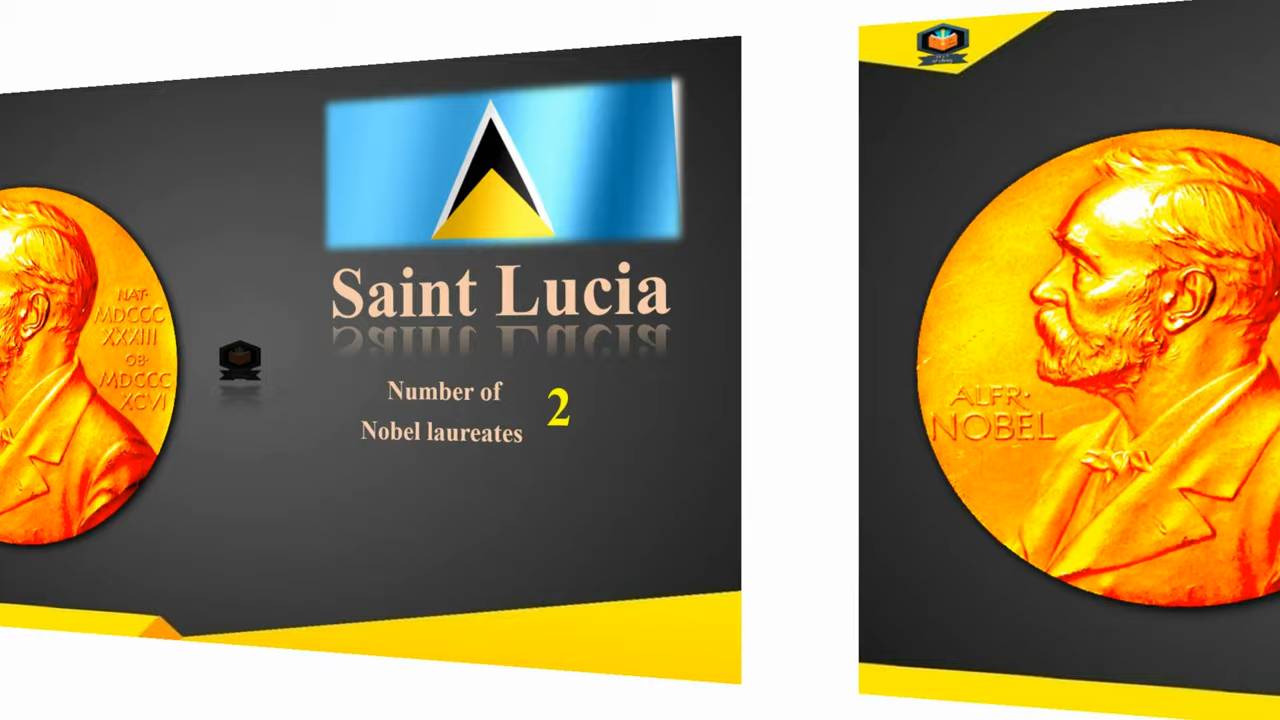 NAT·
MDCCC
XXXIII
OB·
MDCCC
XCVI
Saint Lucia
Number of
Nobel laureates
2
ALFR·
NOBEL